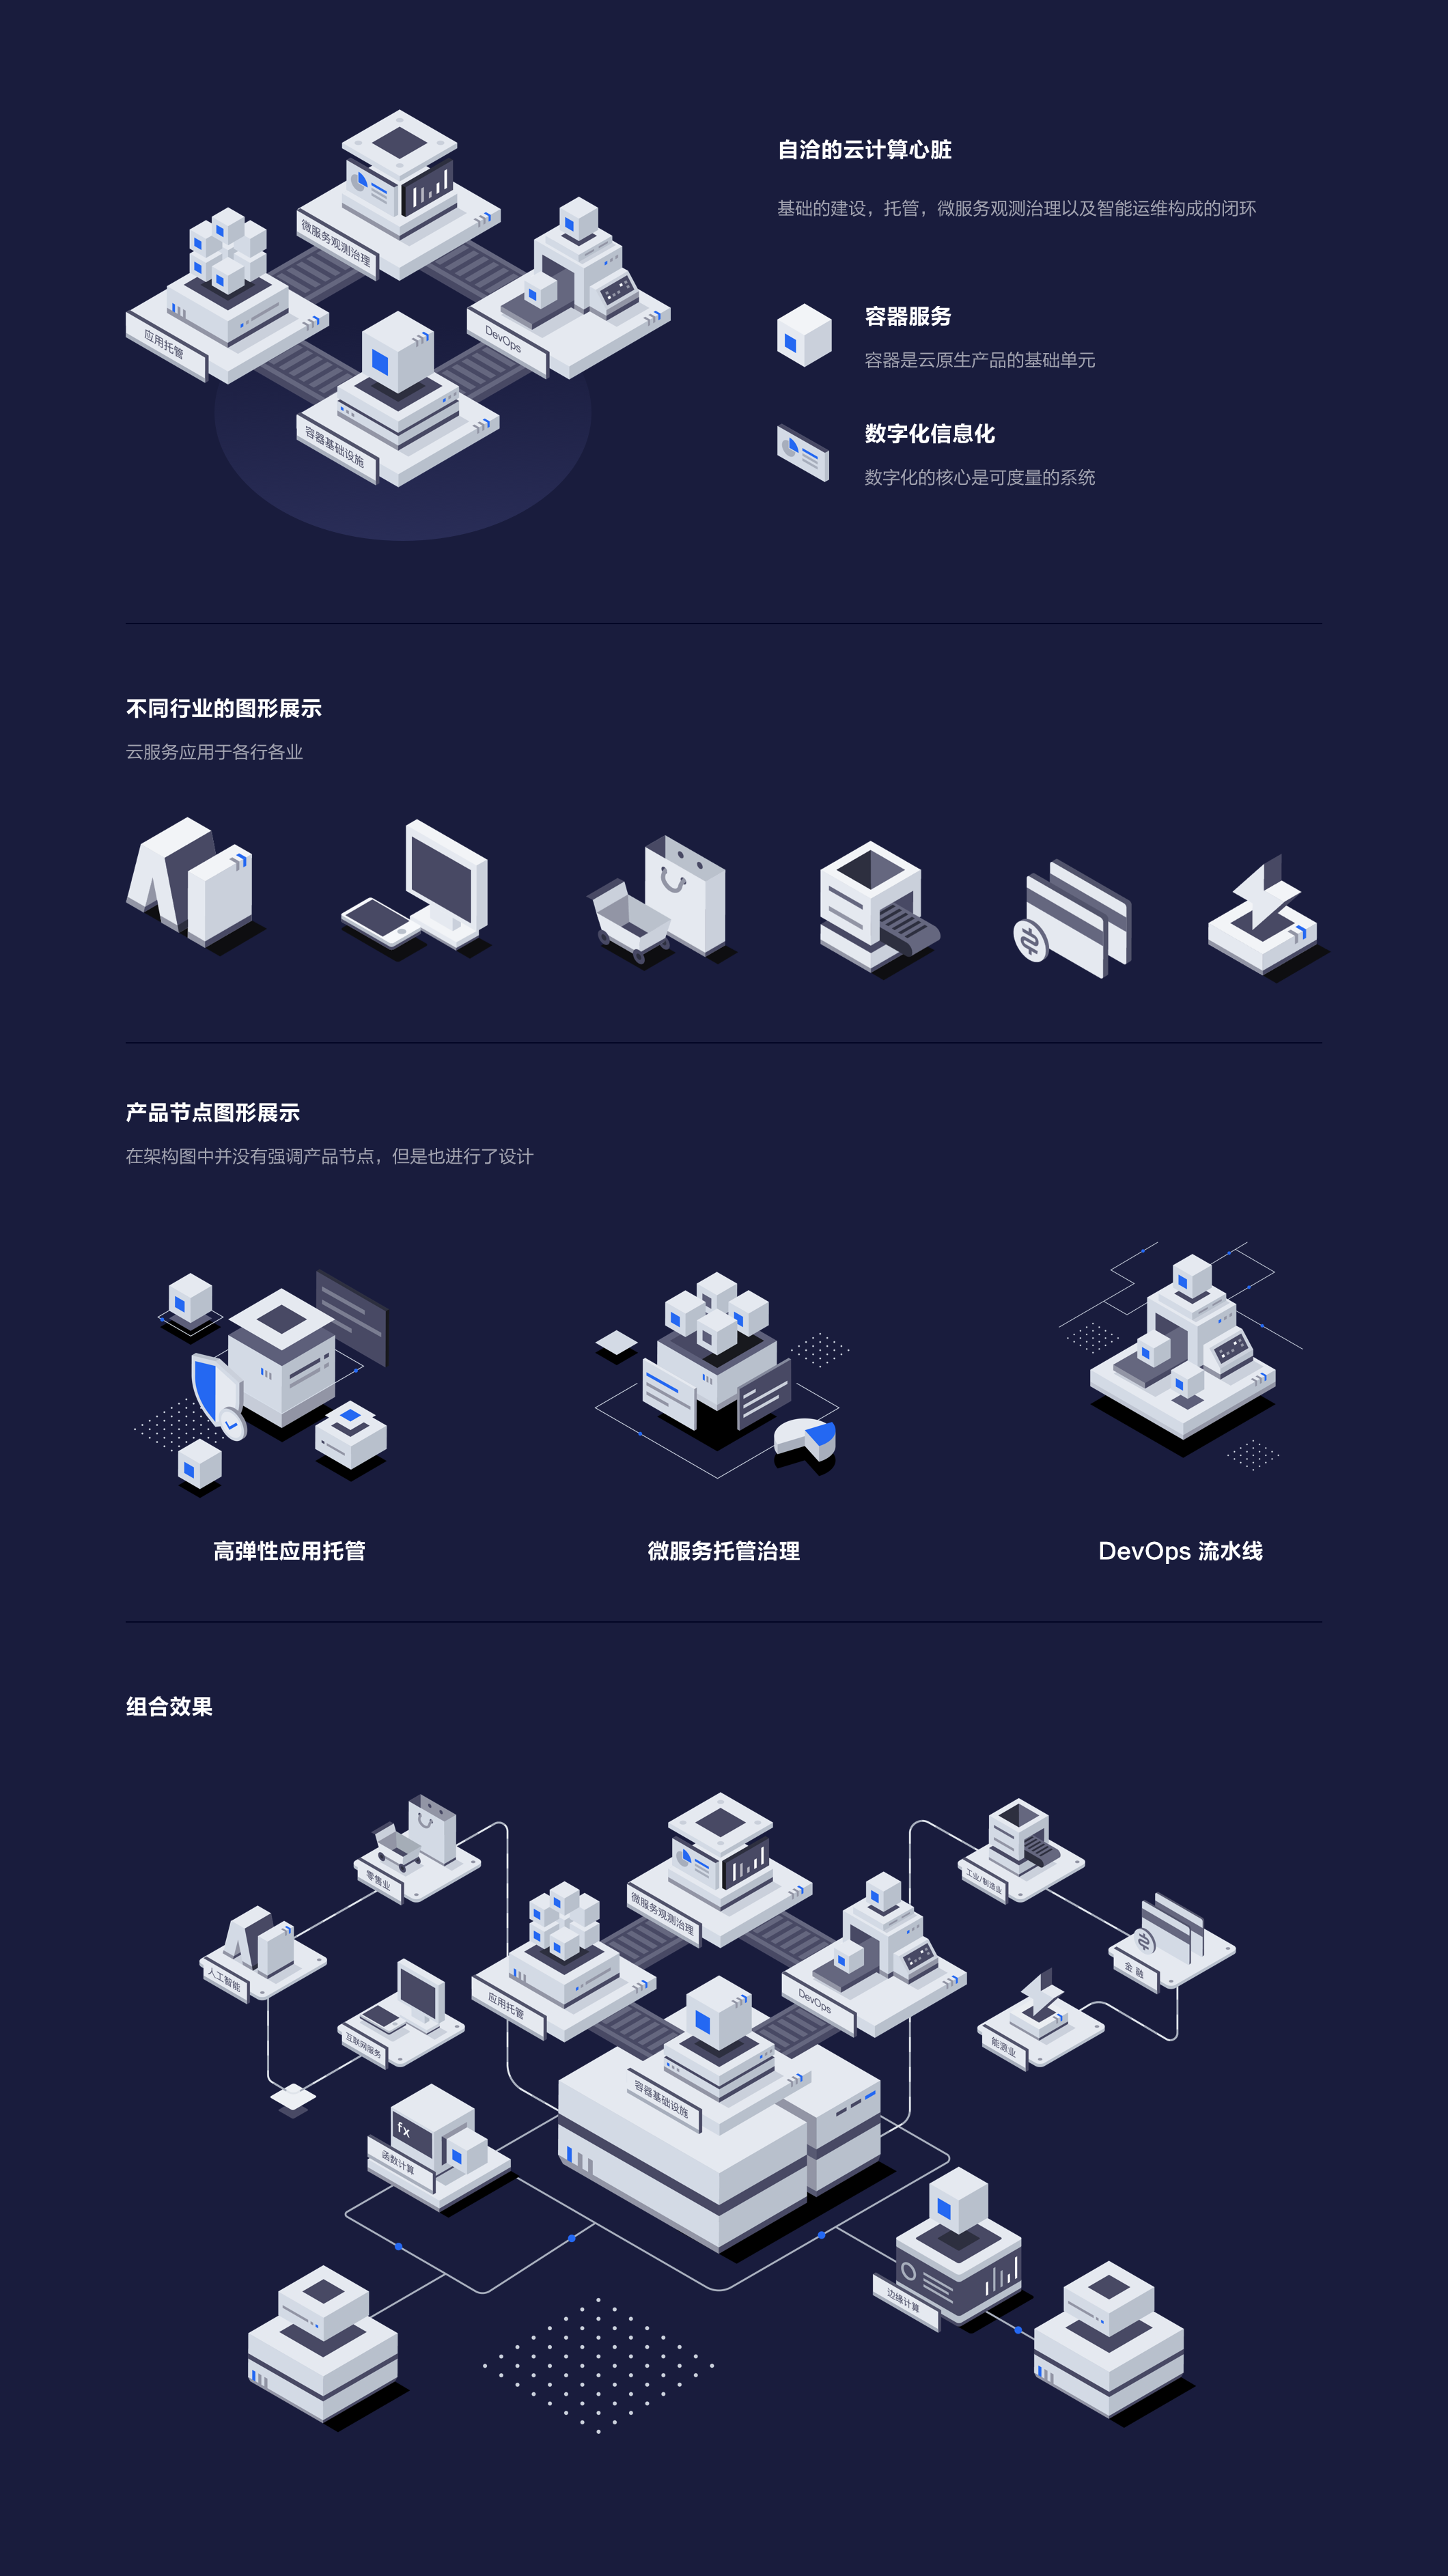 自洽的云计算心脏
基础的建设，托管，微服务观测治理以及智能运维构成的闭环
微服务观测治理
应用托管
DevOps
容器基础设施
容器服务
容器是云原生产品的基础单元
数字化信息化
数字化的核心是可度量的系统
不同行业的图形展示
云服务应用于各行各业
产品节点图形展示
在架构图中并没有强调产品节点，但是也进行了设计
高弹性应用托管
微服务托管治理
DevOps 流水线
组合效果
零售业
工业/制造业
微服务观测治理
人工智能
金 融
应用托管
DevOps
互联网服务
能源业
容器基础设施
fx
函数计算
边缘计算